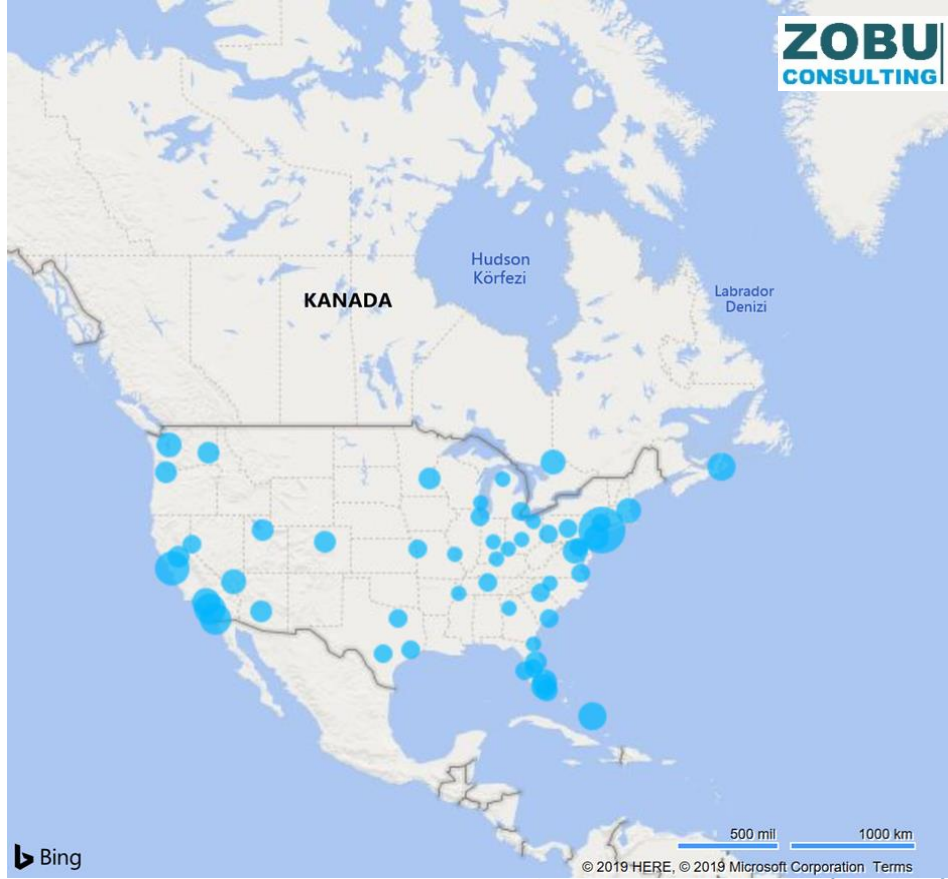 ZOBU
CONSULTING
Hudson
Körfezi
Labrador
Denizi
KANADA
500 mil
1000 km
Bing
© 2019 HERE, © 2019 Microsoft Corporation Terms